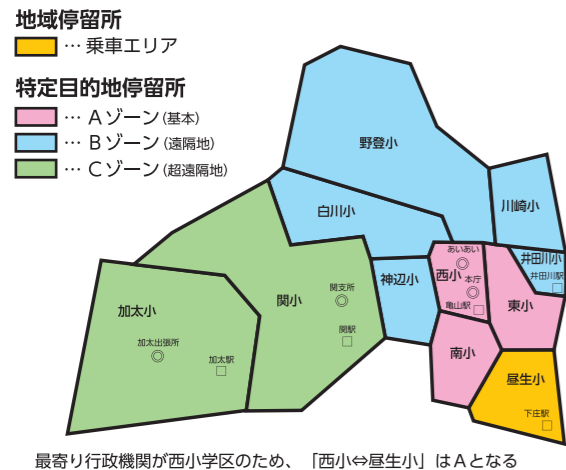 地域停留所
… 乗車エリア
特定目的地停留所
… Aゾーン(基本)
… Bゾーン(遠隔地)
… Cゾーン(超遠隔地)
野登小
川崎小
白川小
あいあい
井田川小
西小 本庁
井田川駅
神辺小
関支所
関小
亀山駅
東小
加太小
加太出張所
関駅
加太駅
南小
昼生小
下庄駅
最寄り行政機関が西小学区のため、「西小⇔昼生小」はAとなる